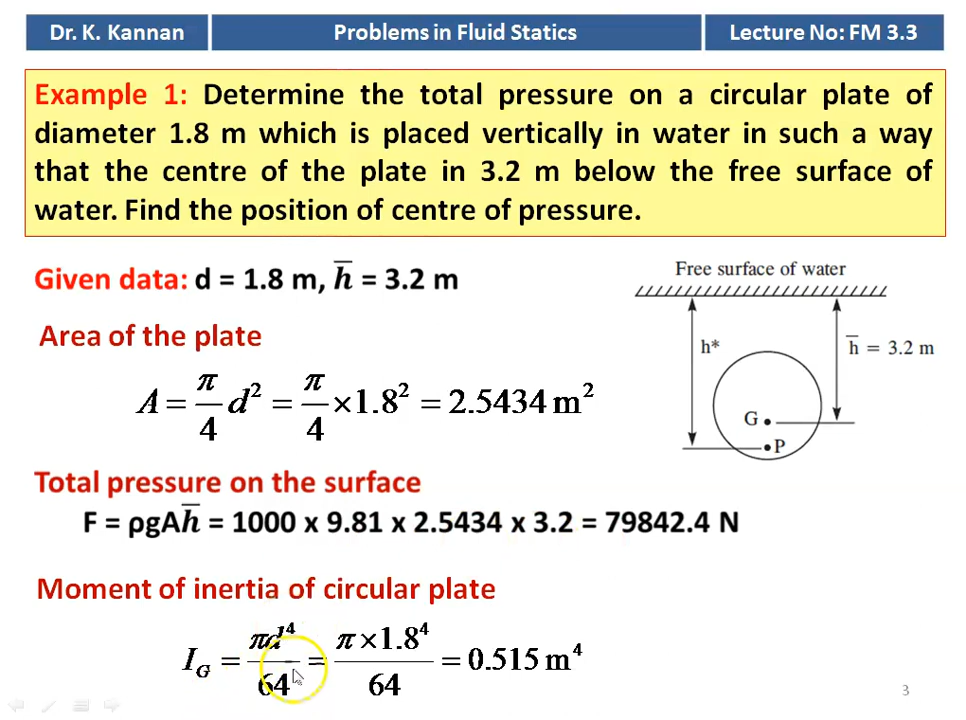 Dr. K. Kannan
Problems in Fluid Statics
Lecture No: FM 3.3
Example 1: Determine the total pressure on a circular plate of
diameter 1.8 m which is placed vertically in water in such a way
that the centre of the plate in 3.2 m below the free surface of
water. Find the position of centre of pressure.
Given data: d = 1.8 m, h̅ = 3.2 m
Free surface of water
h*
h̅ = 3.2 m
G
P
Area of the plate
A = π/4 d² = π/4 × 1.8² = 2.5434 m²
Total pressure on the surface
F = ρgAh̅ = 1000 x 9.81 x 2.5434 x 3.2 = 79842.4 N
Moment of inertia of circular plate
I_G = πd⁴/64 = π × 1.8⁴/64 = 0.515 m⁴
3